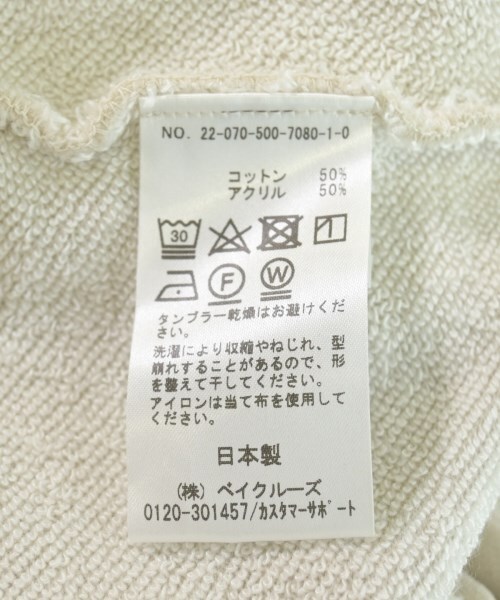 NO. 22-070-500-7080-1-0
コットン 50%
アクリル 50%
30
F W
タンブラー乾燥はお避けくだ
さい。
洗濯により収縮やねじれ、型
崩れすることがあるので、形
を整えて干してください。
アイロンは当て布を使用して
ください。
日本製
(株) ベイクルーズ
0120-301457/カスタマーサポート